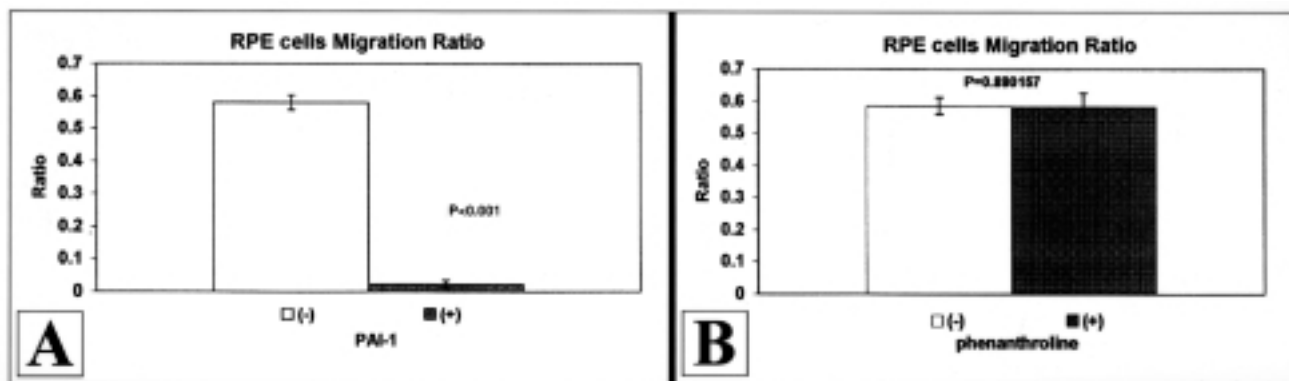 RPE cells Migration Ratio
0.7
0.6
0.5
0.4
0.3
0.2
0.1
0
Ratio
P<0.001
(-) (+)
PAI-1
A
RPE cells Migration Ratio
0.7
0.6
0.5
0.4
0.3
0.2
0.1
0
Ratio
(-) (+)
phenanthroline
B